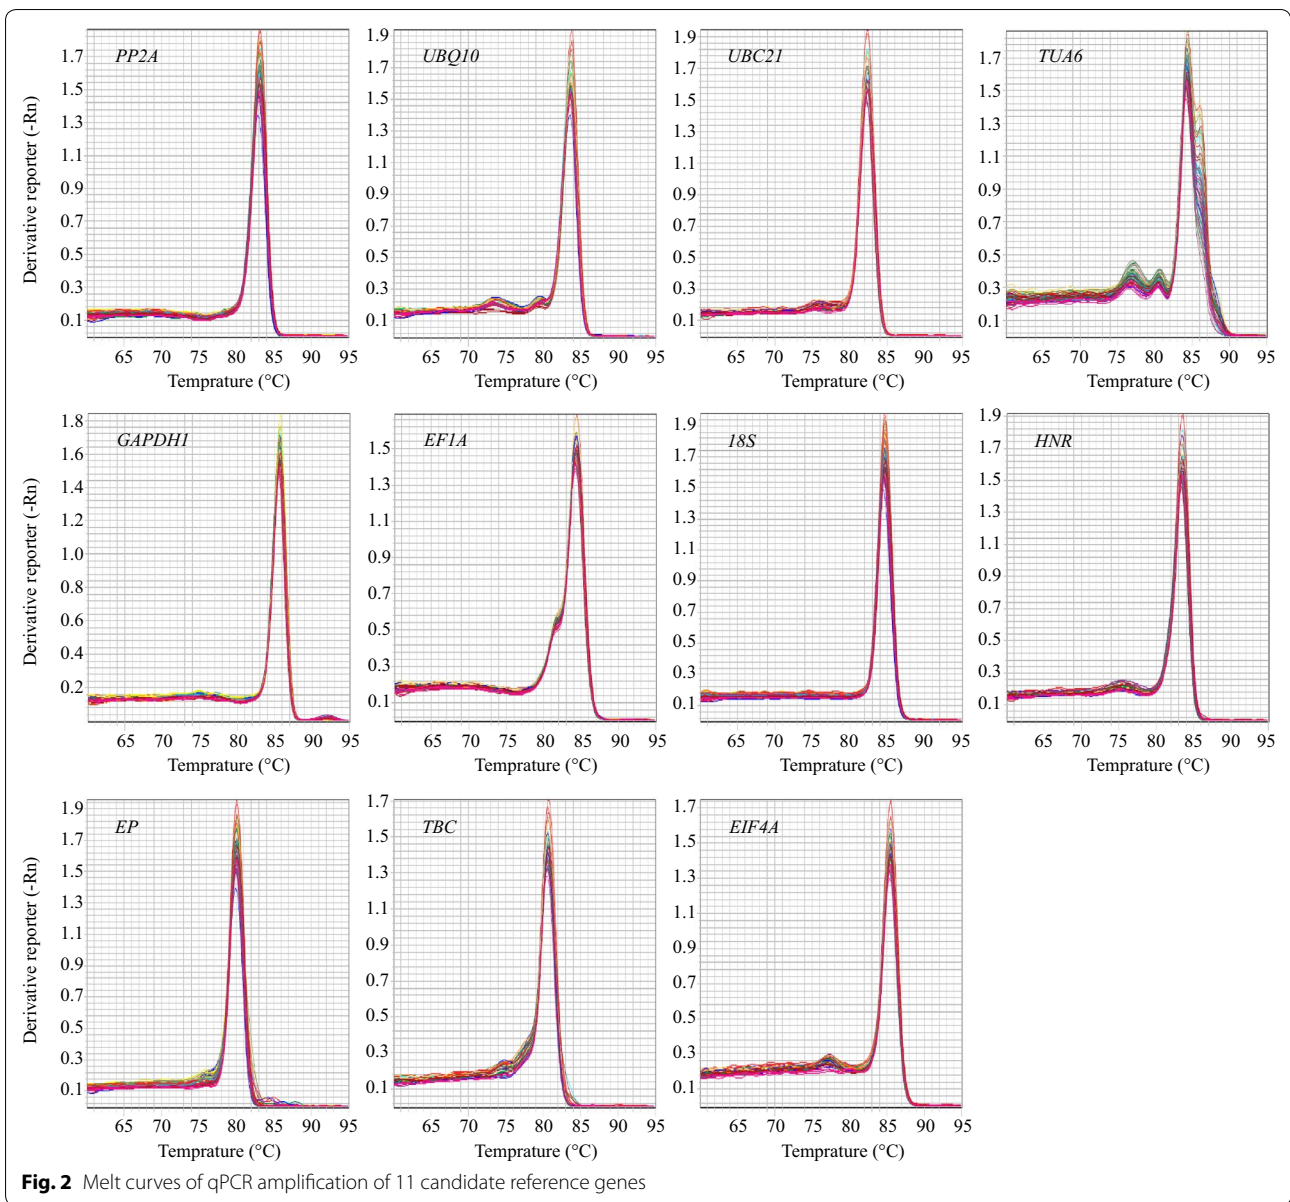 PP2A
UBQ10
UBC21
TUA6
Derivative reporter (-Rn)
1.7
1.5
1.3
1.1
0.9
0.7
0.5
0.3
0.1
1.9
1.7
1.5
1.3
1.1
0.9
0.7
0.5
0.3
0.1
1.9
1.7
1.5
1.3
1.1
0.9
0.7
0.5
0.3
0.1
1.7
1.5
1.3
1.1
0.9
0.7
0.5
0.3
0.1
65 70 75 80 85 90 95
65 70 75 80 85 90 95
65 70 75 80 85 90 95
65 70 75 80 85 90 95
Temprature (°C)
Temprature (°C)
Temprature (°C)
Temprature (°C)
GAPDH1
EF1A
18S
HNR
Derivative reporter (-Rn)
1.8
1.6
1.4
1.2
1.0
0.8
0.6
0.4
0.2
1.5
1.3
1.1
0.9
0.7
0.5
0.3
0.1
1.9
1.7
1.5
1.3
1.1
0.9
0.7
0.5
0.3
0.1
1.9
1.7
1.5
1.3
1.1
0.9
0.7
0.5
0.3
0.1
65 70 75 80 85 90 95
65 70 75 80 85 90 95
65 70 75 80 85 90 95
65 70 75 80 85 90 95
Temprature (°C)
Temprature (°C)
Temprature (°C)
Temprature (°C)
EP
TBC
EIF4A
Derivative reporter (-Rn)
1.9
1.7
1.5
1.3
1.1
0.9
0.7
0.5
0.3
0.1
1.7
1.5
1.3
1.1
0.9
0.7
0.5
0.3
0.1
1.7
1.5
1.3
1.1
0.9
0.7
0.5
0.3
0.1
65 70 75 80 85 90 95
65 70 75 80 85 90 95
65 70 75 80 85 90 95
Temprature (°C)
Temprature (°C)
Temprature (°C)
Fig. 2 Melt curves of qPCR amplification of 11 candidate reference genes